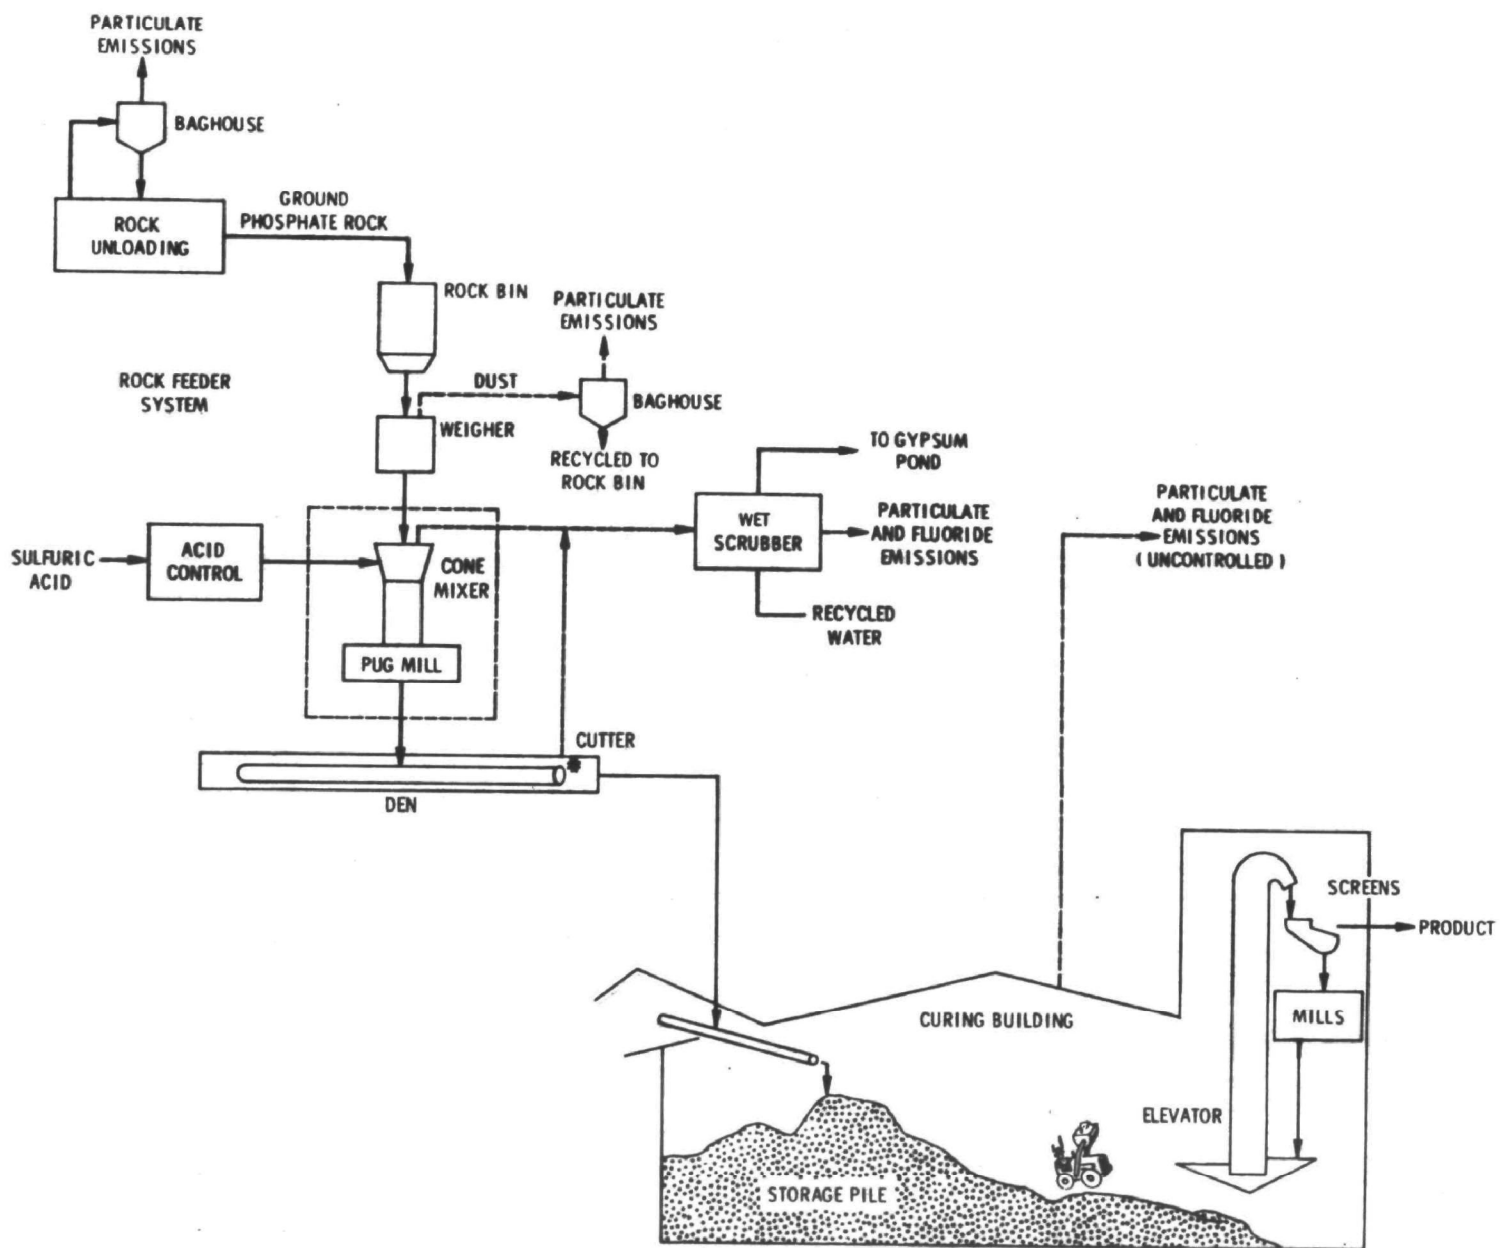 PARTICULATE
EMISSIONS
BAGHOUSE
ROCK
UNLOADING
GROUND
PHOSPHATE ROCK
ROCK BIN
PARTICULATE
EMISSIONS
ROCK FEEDER
SYSTEM
DUST
BAGHOUSE
WEIGHER
RECYCLED TO
ROCK BIN
TO GYPSUM
POND
SULFURIC
ACID
ACID
CONTROL
CONE
MIXER
PUG MILL
WET
SCRUBBER
PARTICULATE
AND FLUORIDE
EMISSIONS
RECYCLED
WATER
PARTICULATE
AND FLUORIDE
EMISSIONS
(UNCONTROLLED)
CUTTER
DEN
SCREENS
PRODUCT
MILLS
CURING BUILDING
ELEVATOR
STORAGE PILE